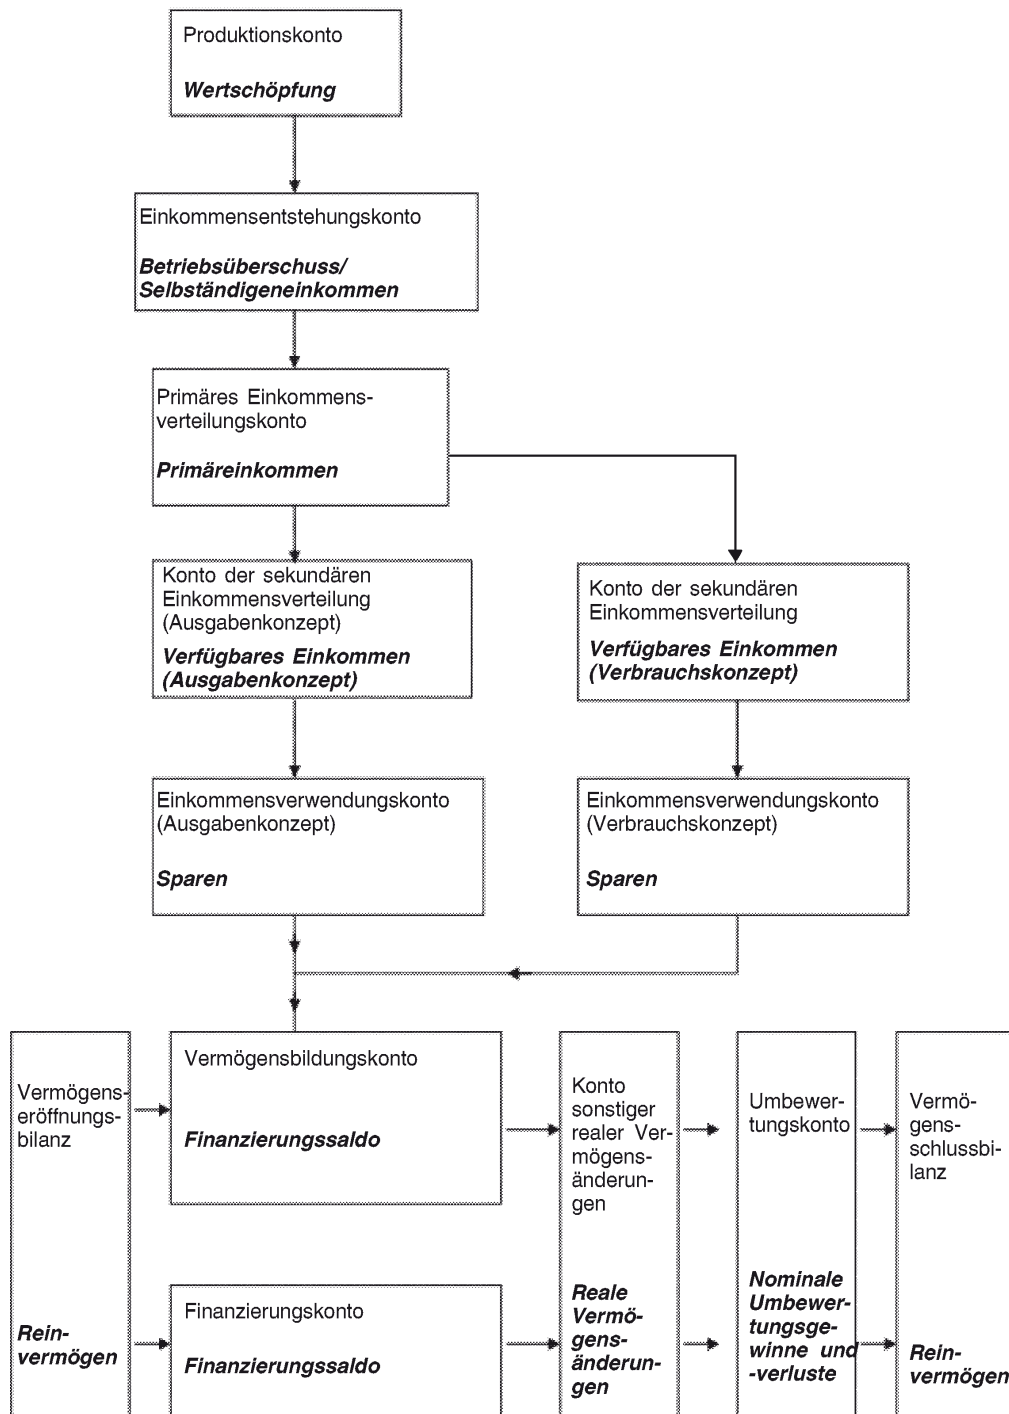 Produktionskonto
Wertschöpfung
Einkommensentstehungskonto
Betriebsüberschuss/
Selbständigeneinkommen
Primäres Einkommens-
verteilungskonto
Primäreinkommen
Konto der sekundären
Einkommensverteilung
(Ausgabenkonzept)
Verfügbares Einkommen
(Ausgabenkonzept)
Konto der sekundären
Einkommensverteilung
Verfügbares Einkommen
(Verbrauchskonzept)
Einkommensverwendungskonto
(Ausgabenkonzept)
Sparen
Einkommensverwendungskonto
(Verbrauchskonzept)
Sparen
Vermögens-
eröffnungs-
bilanz
Rein-
vermögen
Vermögensbildungskonto
Finanzierungssaldo
Finanzierungskonto
Finanzierungssaldo
Konto
sonstiger
realer Ver-
mögens-
änderun-
gen
Reale
Vermö-
gens-
änderun-
gen
Umbewer-
tungskonto
Nominale
Umbewer-
tungsge-
winne und
-verluste
Vermö-
gens-
schlussbi-
lanz
Rein-
vermögen